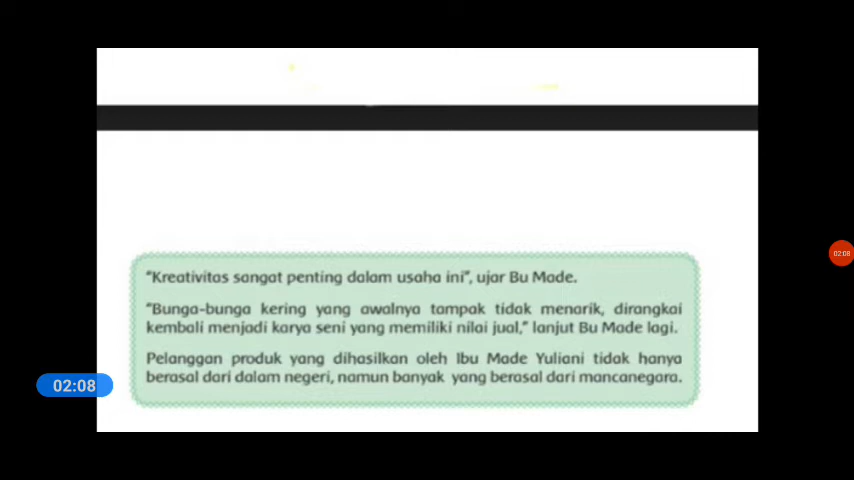 "Kreativitas sangat penting dalam usaha ini", ujar Bu Made.
"Bunga-bunga kering yang awalnya tampak tidak menarik, dirangkai
kembali menjadi karya seni yang memiliki nilai jual," lanjut Bu Made lagi.
Pelanggan produk yang dihasilkan oleh Ibu Made Yuliani tidak hanya
berasal dari dalam negeri, namun banyak yang berasal dari mancanegara.
02:08
02:08